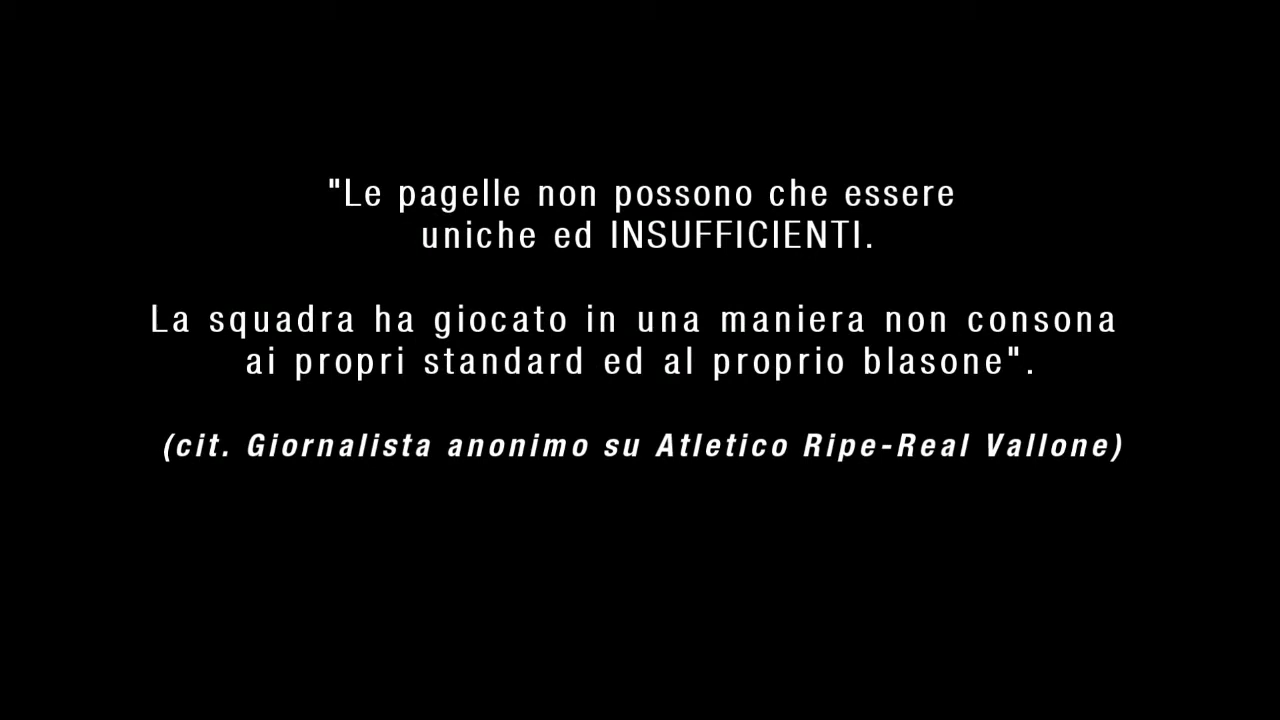 "Le pagelle non possono che essere
uniche ed INSUFFICIENTI.
La squadra ha giocato in una maniera non consona
ai propri standard ed al proprio blasone".
(cit. Giornalista anonimo su Atletico Ripe-Real Vallone)